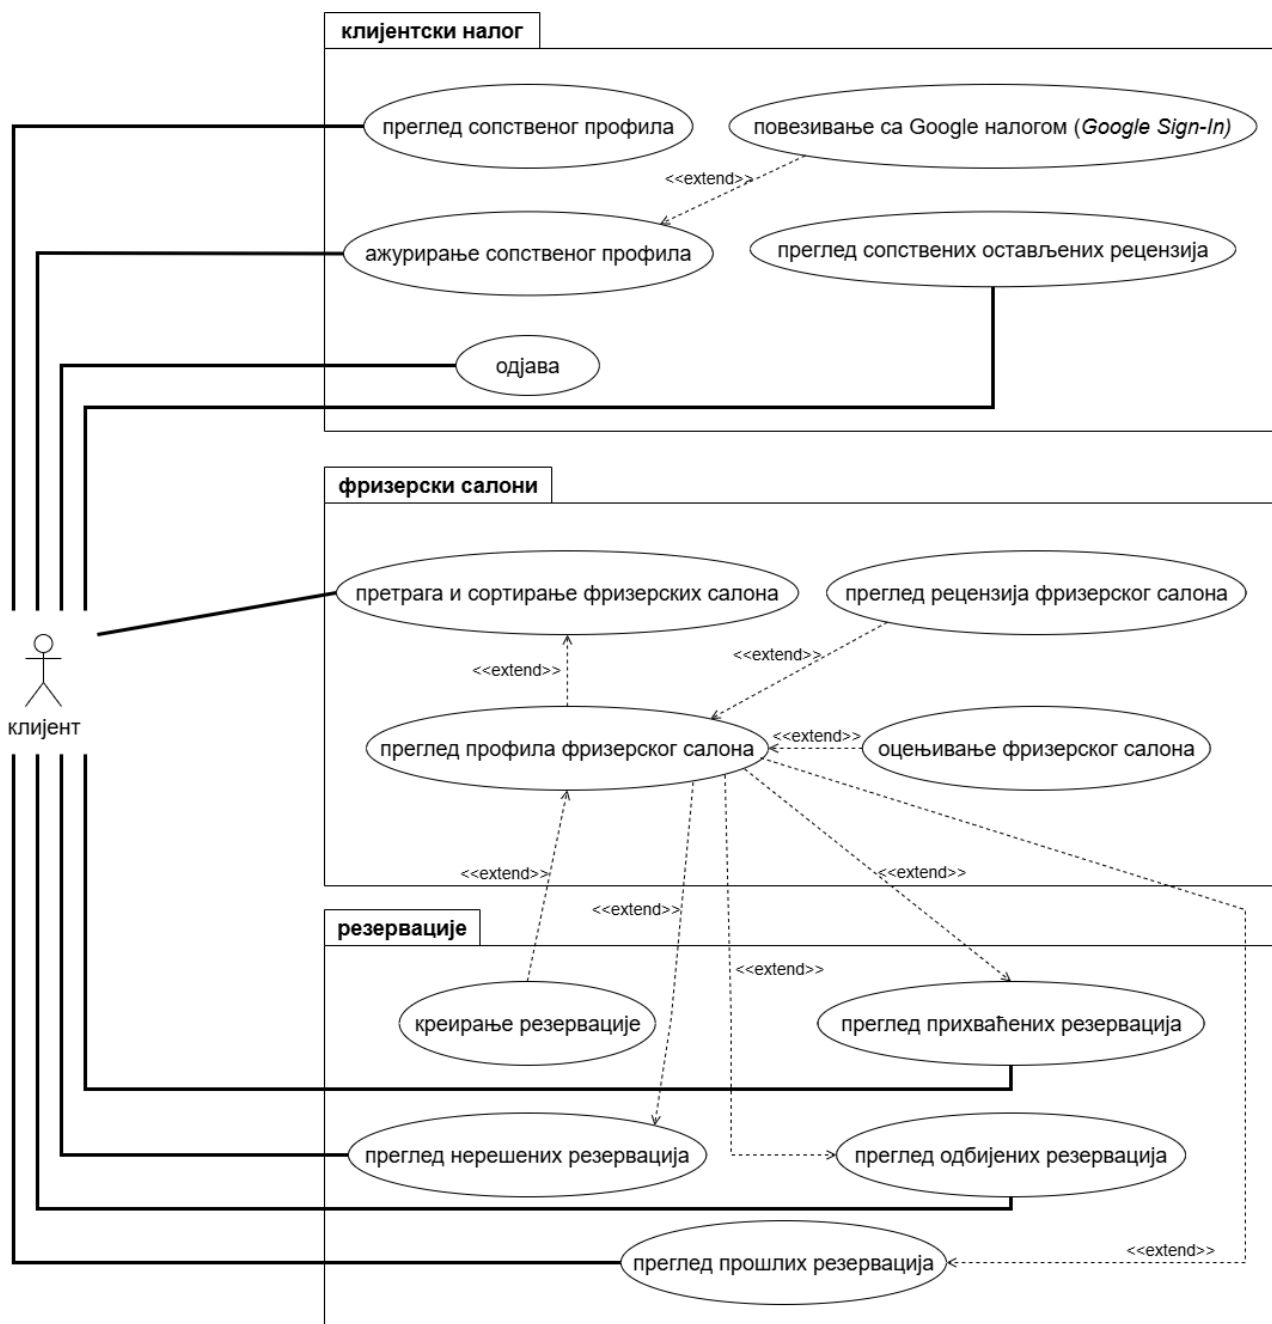 клијентски налог
преглед сопственог профила
повезивање са Google налогом (Google Sign-In)
<<extend>>
ажурирање сопственог профила
преглед сопствених остављених рецензија
одјава
фризерски салони
претрага и сортирање фризерских салона
преглед рецензија фризерског салона
<<extend>>
<<extend>>
клијент
преглед профила фризерског салона
<<extend>>
оцењивање фризерског салона
<<extend>>
<<extend>>
<<extend>>
резервације
<<extend>>
креирање резервације
преглед прихваћених резервација
преглед нерешених резервација
преглед одбијених резервација
<<extend>>
преглед прошлих резервација